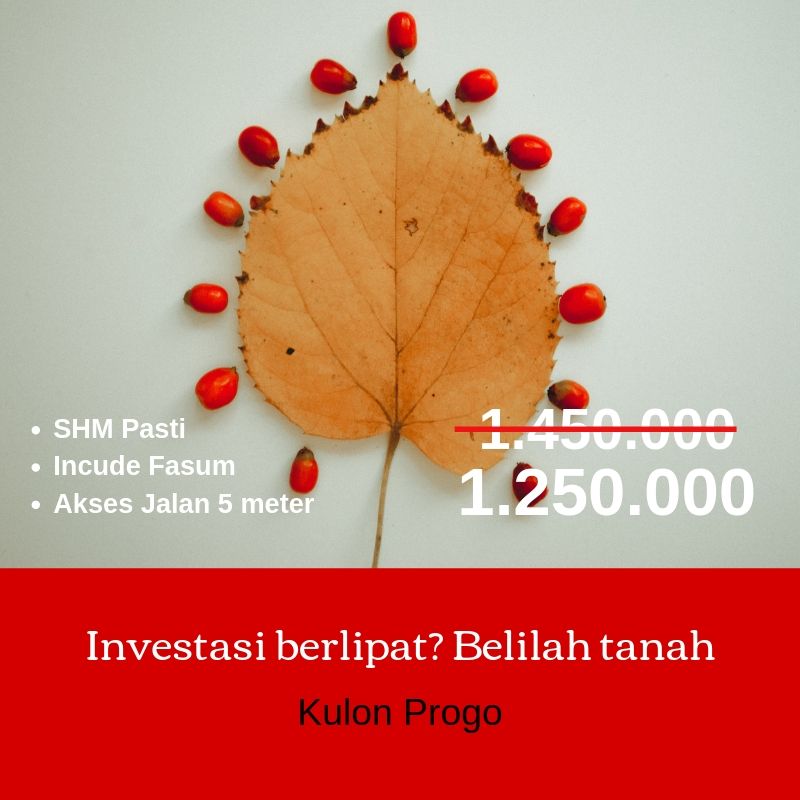 • SHM Pasti
• Incude Fasum
• Akses Jalan 5 meter
1.450.000
1.250.000
Investasi berlipat? Belilah tanah
Kulon Progo